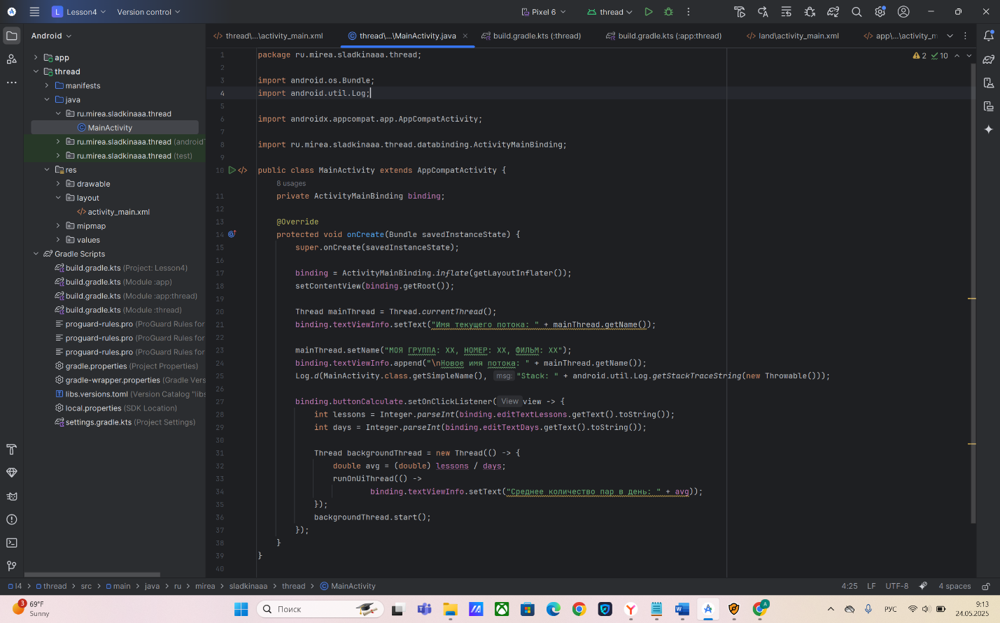 L Lesson4 Version control Pixel 6 thread
Android
thread\...\activity_main.xml thread\...\MainActivity.java build.gradle.kts (:thread) build.gradle.kts (:app:thread) land\activity_main.xml app\...\activity_m
app
thread
manifests
java
ru.mirea.sladkinaaa.thread
MainActivity
ru.mirea.sladkinaaa.thread (android
ru.mirea.sladkinaaa.thread (test)
res
drawable
layout
activity_main.xml
mipmap
values
Gradle Scripts
build.gradle.kts (Project: Lesson4)
build.gradle.kts (Module :app)
build.gradle.kts (Module :app:thread)
build.gradle.kts (Module :thread)
proguard-rules.pro (ProGuard Rules for
proguard-rules.pro (ProGuard Rules for
proguard-rules.pro (ProGuard Rules for
gradle.properties (Project Properties)
gradle-wrapper.properties (Gradle Vers
libs.versions.toml (Version Catalog "libs
local.properties (SDK Location)
settings.gradle.kts (Project Settings)
2 10
1 package ru.mirea.sladkinaaa.thread;
2
3 import android.os.Bundle;
4 import android.util.Log;
5
6 import androidx.appcompat.app.AppCompatActivity;
7
8 import ru.mirea.sladkinaaa.thread.databinding.ActivityMainBinding;
9
10 public class MainActivity extends AppCompatActivity {
8 usages
11 private ActivityMainBinding binding;
12
13 @Override
14 protected void onCreate(Bundle savedInstanceState) {
15 super.onCreate(savedInstanceState);
16
17 binding = ActivityMainBinding.inflate(getLayoutInflater());
18 setContentView(binding.getRoot());
19
20 Thread mainThread = Thread.currentThread();
21 binding.textViewInfo.setText("Имя текущего потока: " + mainThread.getName());
22
23 mainThread.setName("МОЯ ГРУППА: XX, НОМЕР: XX, ФИЛЬМ: XX");
24 binding.textViewInfo.append("\nНовое имя потока: " + mainThread.getName());
25 Log.d(MainActivity.class.getSimpleName(), msg: "Stack: " + android.util.Log.getStackTraceString(new Throwable()));
26
27 binding.buttonCalculate.setOnClickListener( View view -> {
28 int lessons = Integer.parseInt(binding.editTextLessons.getText().toString());
29 int days = Integer.parseInt(binding.editTextDays.getText().toString());
30
31 Thread backgroundThread = new Thread(() -> {
32 double avg = (double) lessons / days;
33 runOnUiThread(() ->
34 binding.textViewInfo.setText("Среднее количество пар в день: " + avg));
35 });
36 backgroundThread.start();
37 });
38 }
39 }
40
l4 > thread > src > main > java > ru > mirea > sladkinaaa > thread > MainActivity 4:25 LF UTF-8 4 spaces
3 69°F
Sunny
Поиск
A
РУС
9:13
24.05.2025